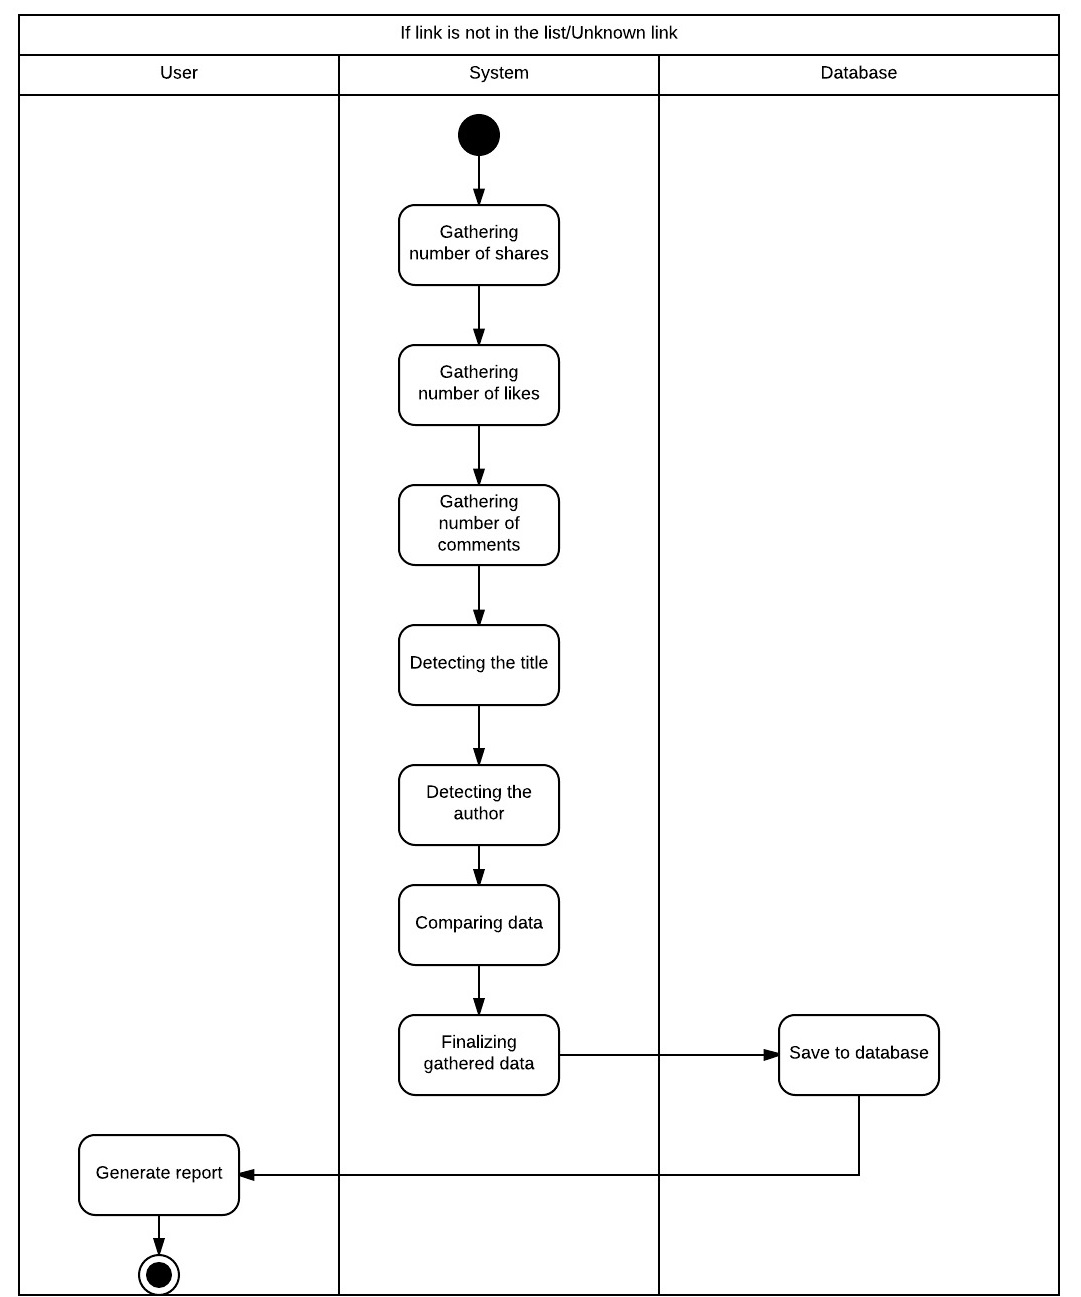 If link is not in the list/Unknown link
User
System
Database
Gathering
number of shares
Gathering
number of likes
Gathering
number of
comments
Detecting the title
Detecting the
author
Comparing data
Finalizing
gathered data
Save to database
Generate report